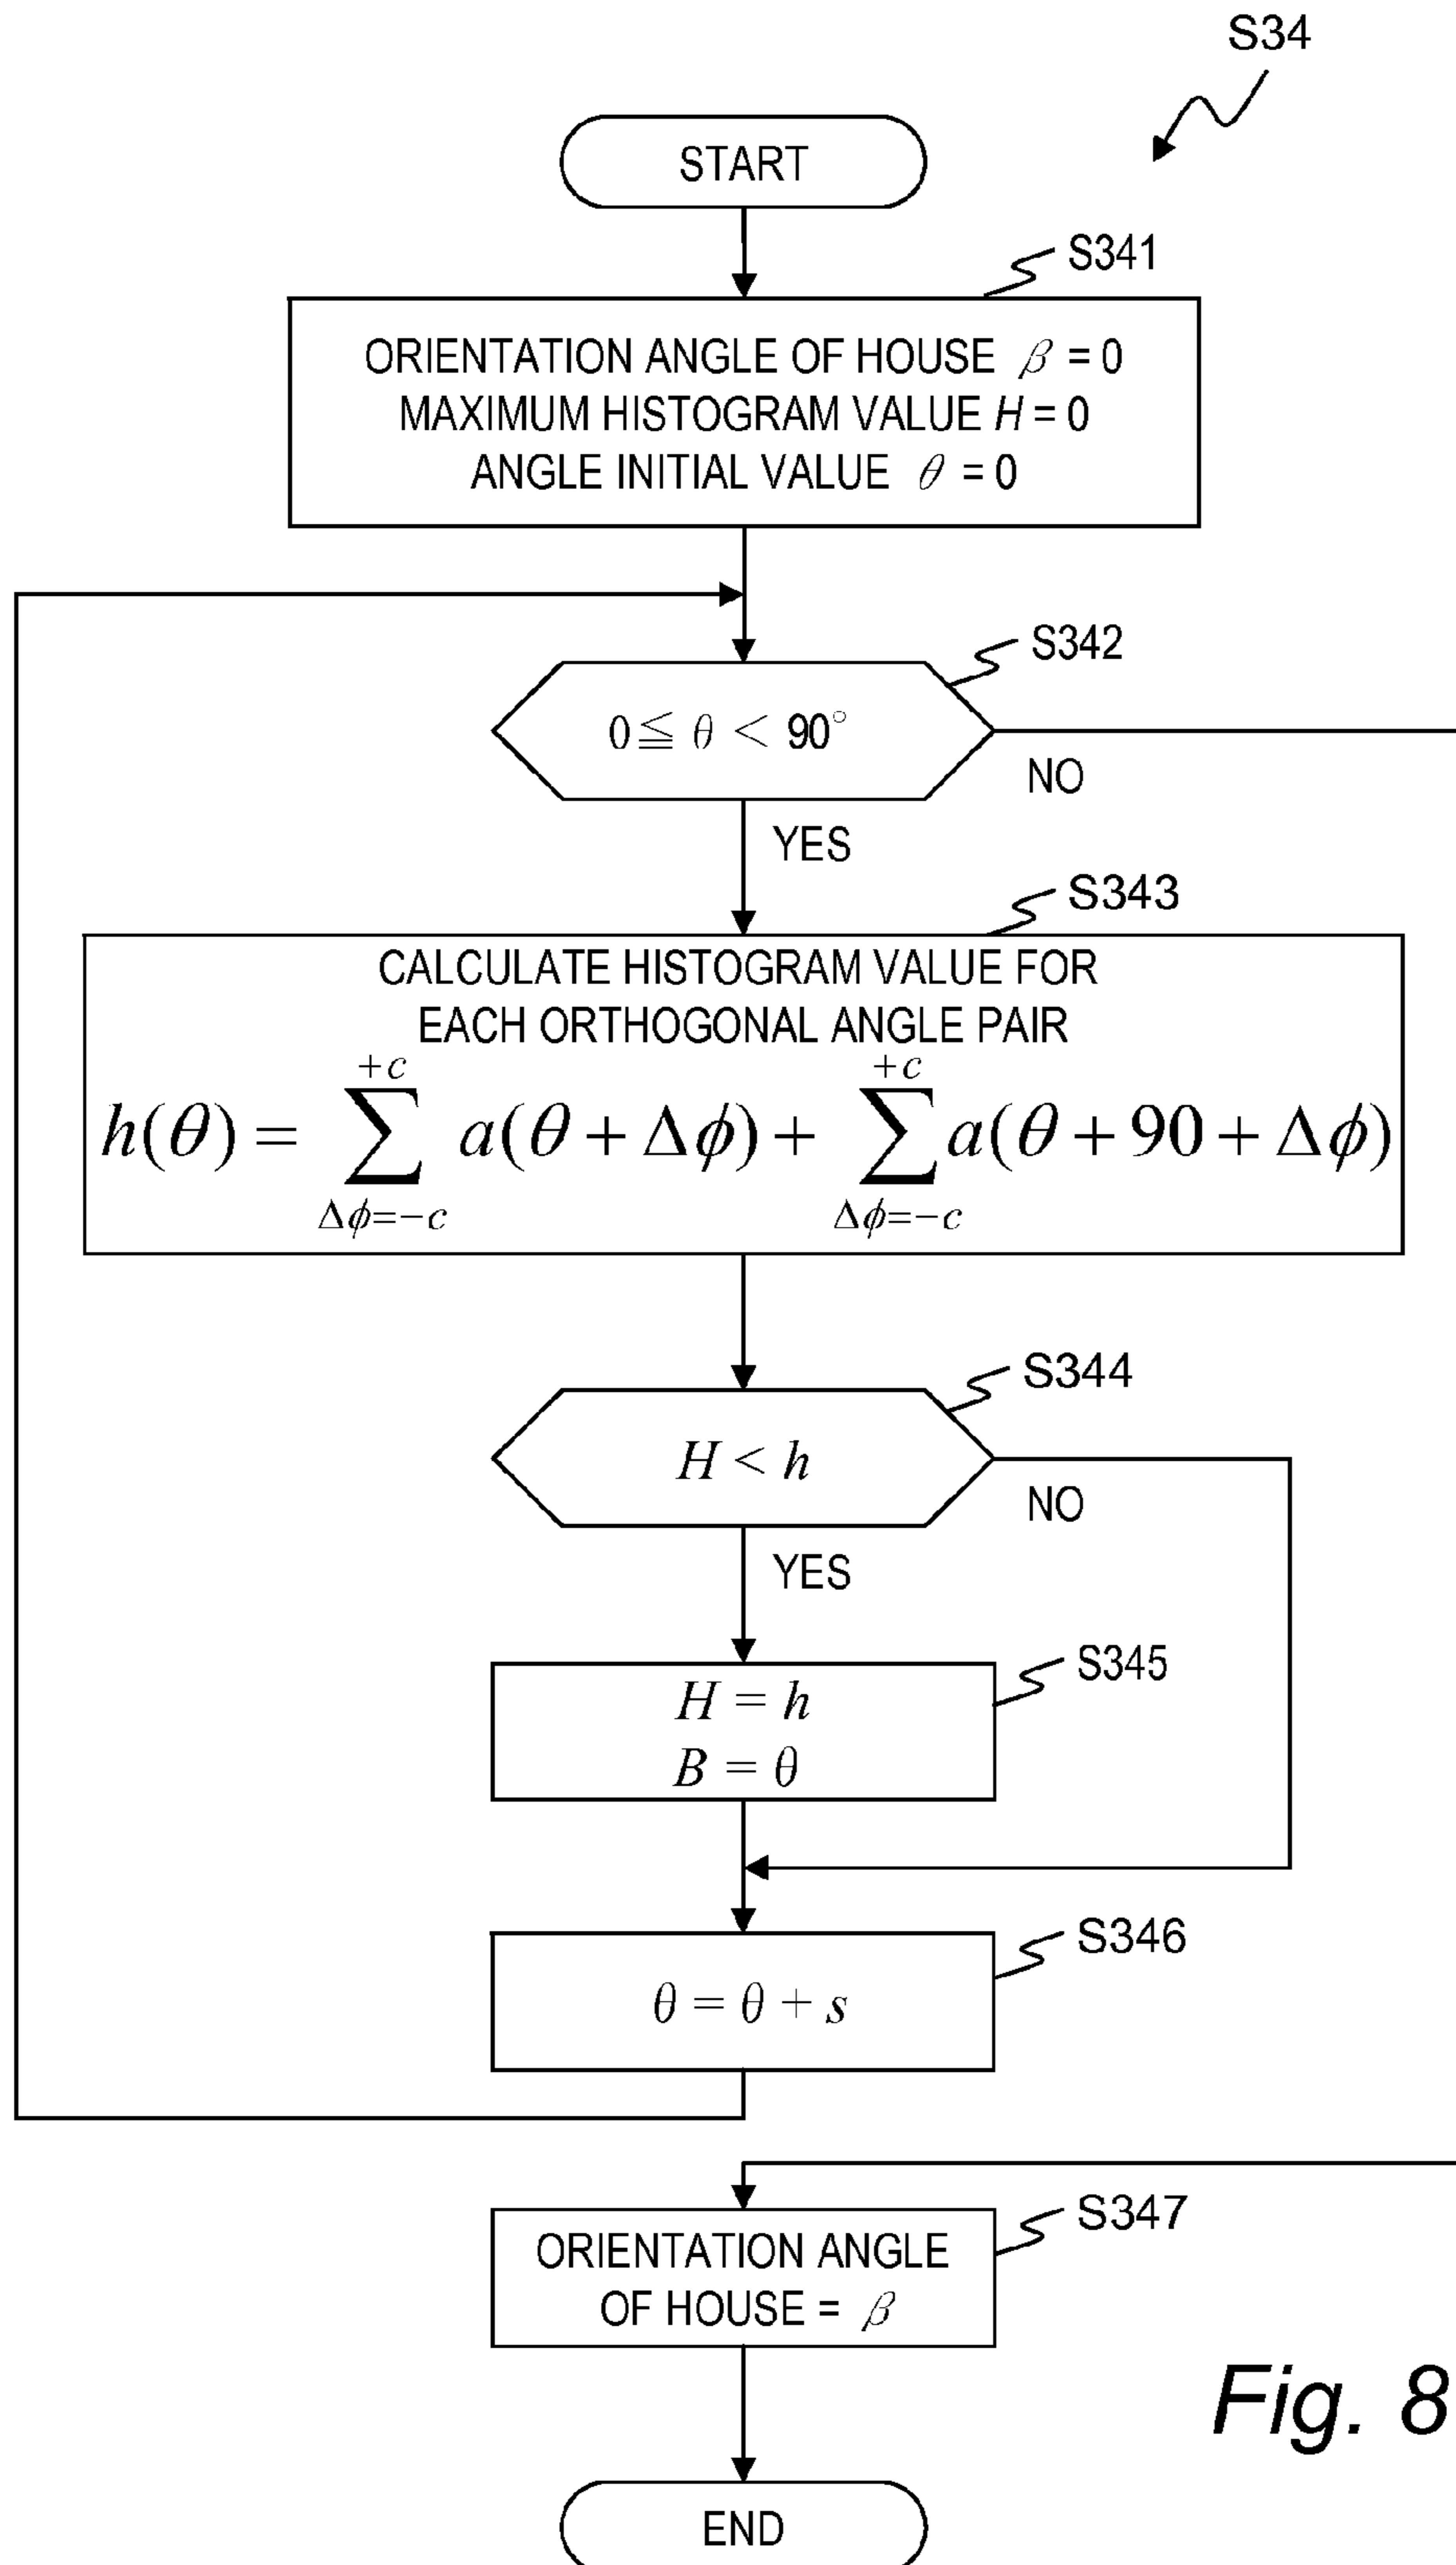 S34
START
S341
ORIENTATION ANGLE OF HOUSE β = 0
MAXIMUM HISTOGRAM VALUE H = 0
ANGLE INITIAL VALUE θ = 0
S342
0 ≦ θ < 90°
NO
YES
S343
CALCULATE HISTOGRAM VALUE FOR
EACH ORTHOGONAL ANGLE PAIR
h(θ) = ∑_{Δϕ=−c}^{+c} a(θ + Δϕ) + ∑_{Δϕ=−c}^{+c} a(θ + 90 + Δϕ)
S344
H < h
NO
YES
S345
H = h
B = θ
S346
θ = θ + s
S347
ORIENTATION ANGLE
OF HOUSE = β
Fig. 8
END